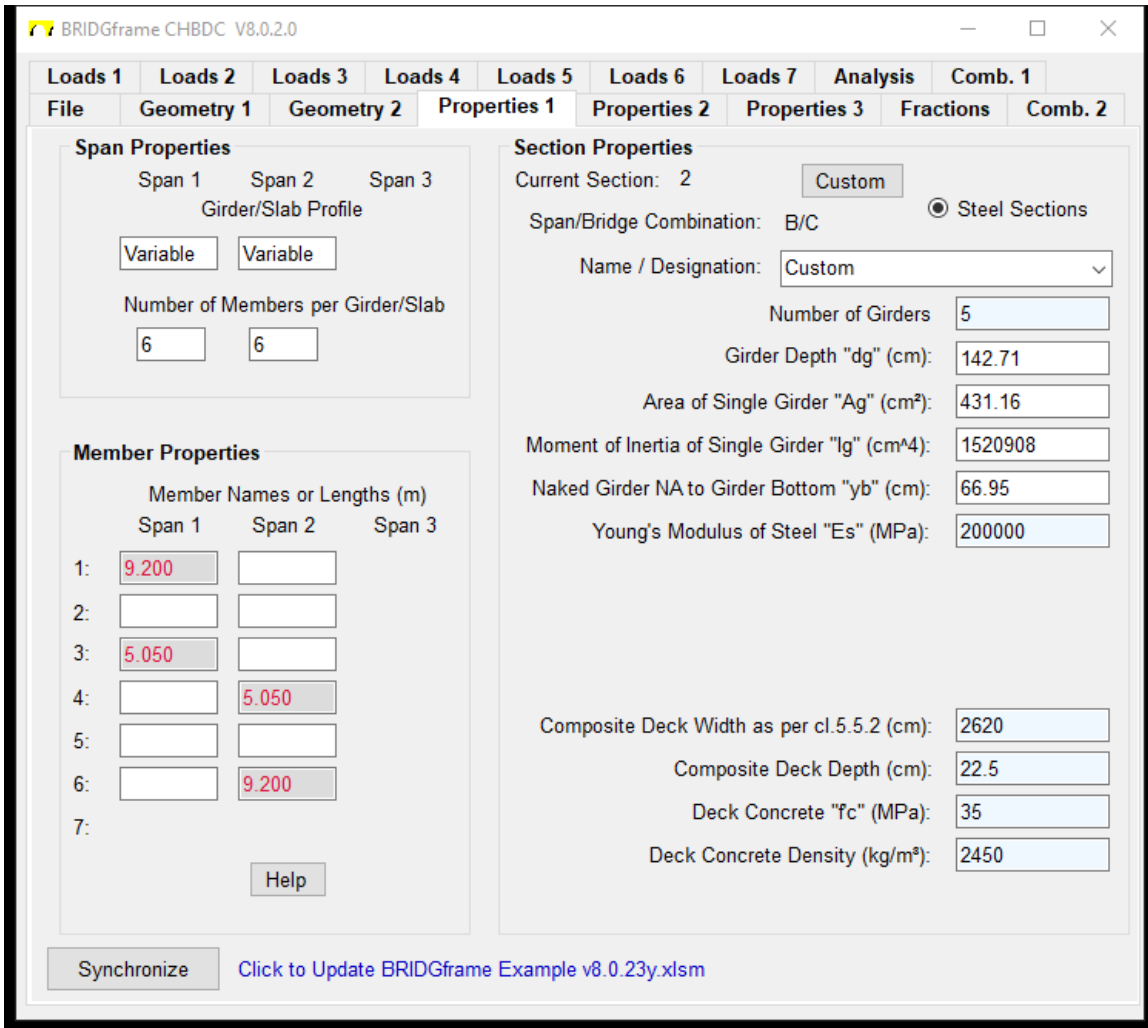 BRIDGframe CHBDC V8.0.2.0
Loads 1 Loads 2 Loads 3 Loads 4 Loads 5 Loads 6 Loads 7 Analysis Comb. 1
File Geometry 1 Geometry 2 Properties 1 Properties 2 Properties 3 Fractions Comb. 2
Span Properties
Span 1 Span 2 Span 3
Girder/Slab Profile
Variable Variable
Number of Members per Girder/Slab
6 6
Member Properties
Member Names or Lengths (m)
Span 1 Span 2 Span 3
1: 9.200
2:
3: 5.050
4: 5.050
5:
6: 9.200
7:
Help
Section Properties
Current Section: 2 Custom
Steel Sections
Span/Bridge Combination: B/C
Name / Designation: Custom
Number of Girders 5
Girder Depth "dg" (cm): 142.71
Area of Single Girder "Ag" (cm²): 431.16
Moment of Inertia of Single Girder "Ig" (cm^4): 1520908
Naked Girder NA to Girder Bottom "yb" (cm): 66.95
Young's Modulus of Steel "Es" (MPa): 200000
Composite Deck Width as per cl.5.5.2 (cm): 2620
Composite Deck Depth (cm): 22.5
Deck Concrete "f'c" (MPa): 35
Deck Concrete Density (kg/m³): 2450
Synchronize Click to Update BRIDGframe Example v8.0.23y.xlsm